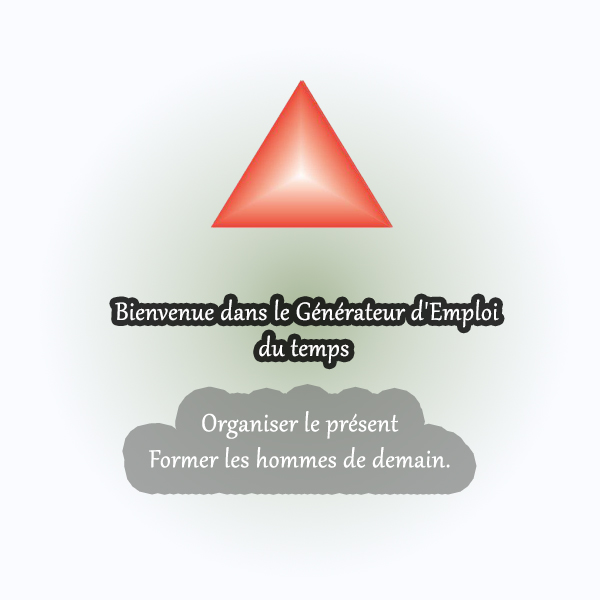 Bienvenue dans le Générateur d'Emploi
du temps
Organiser le présent
Former les hommes de demain.